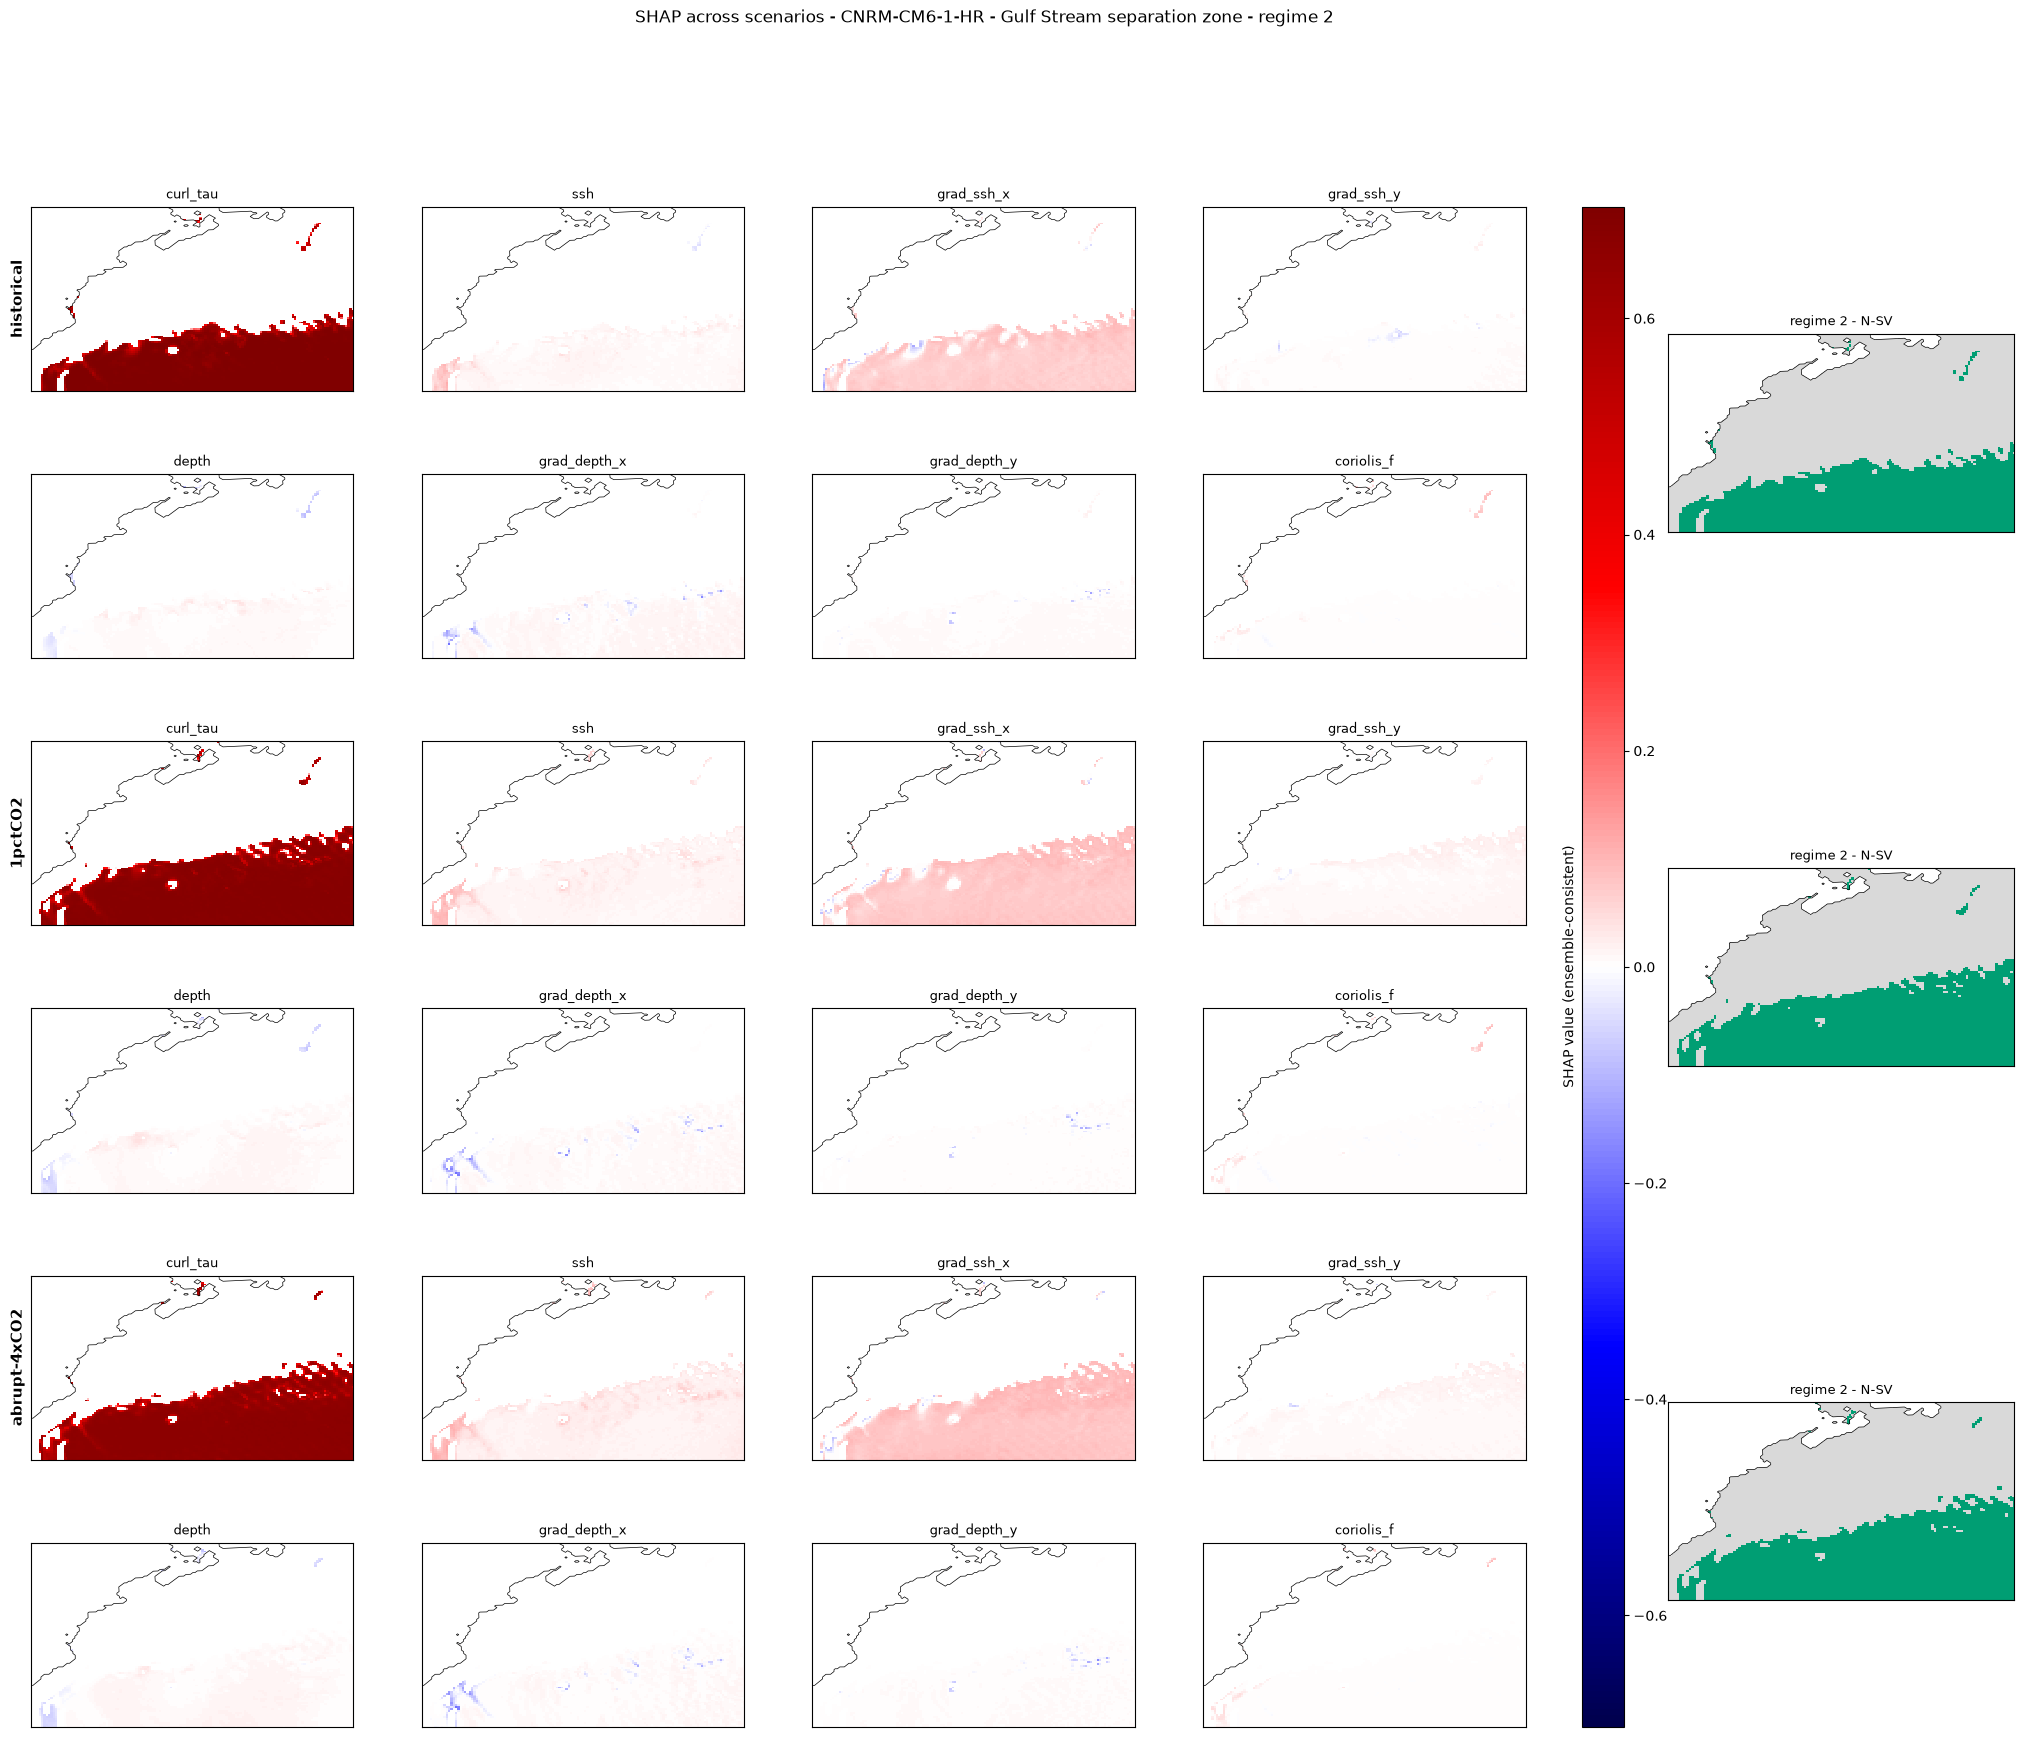 SHAP across scenarios - CNRM-CM6-1-HR - Gulf Stream separation zone - regime 2
curl_tau
ssh
grad_ssh_x
grad_ssh_y
historical
depth
grad_depth_x
grad_depth_y
coriolis_f
curl_tau
ssh
grad_ssh_x
grad_ssh_y
1pctCO2
depth
grad_depth_x
grad_depth_y
coriolis_f
curl_tau
ssh
grad_ssh_x
grad_ssh_y
abrupt-4xCO2
depth
grad_depth_x
grad_depth_y
coriolis_f
SHAP value (ensemble-consistent)
0.6
0.4
0.2
0.0
−0.2
−0.4
−0.6
regime 2 - N-SV
regime 2 - N-SV
regime 2 - N-SV